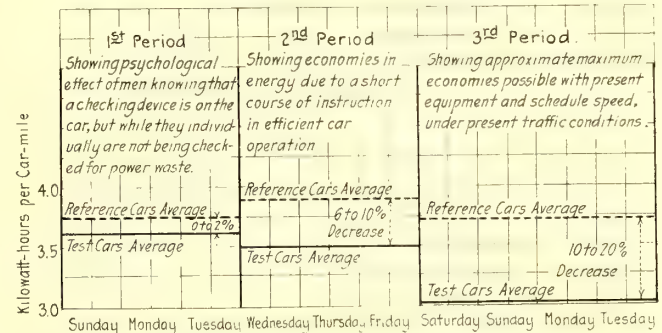 1st Period
Showing psychological
effect of men knowing that
a checking device is on the
car, but while they individ-
ually are not being check-
ed for power waste.
2nd Period
Showing economies in
energy due to a short
course of instruction
in efficient car
operation
3rd Period.
Showing approximate maximum
economies possible with present
equipment and schedule speed,
under present traffic conditions.
Kilowatt-hours per Car-mile
4.0
3.5
3.0
Reference Cars Average
0 to 2%
Test Cars Average
Reference Cars Average
6 to 10%
Decrease
Test Cars Average
Reference Cars Average
10 to 20%
Decrease
Test Cars Average
Sunday Monday Tuesday Wednesday Thursday Friday Saturday Sunday Monday Tuesday